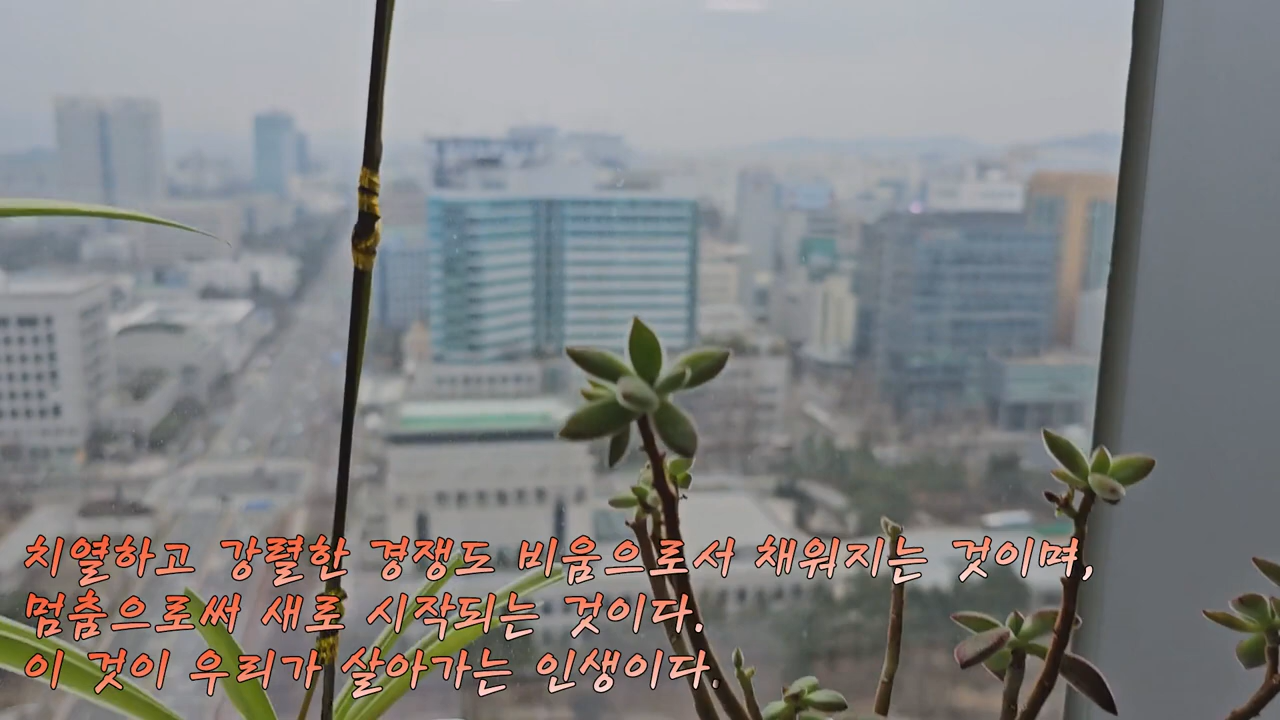 치열하고 강렬한 경쟁도 비움으로서 채워지는 것이며,
멈춤으로써 새로 시작되는 것이다.
이 것이 우리가 살아가는 인생이다.